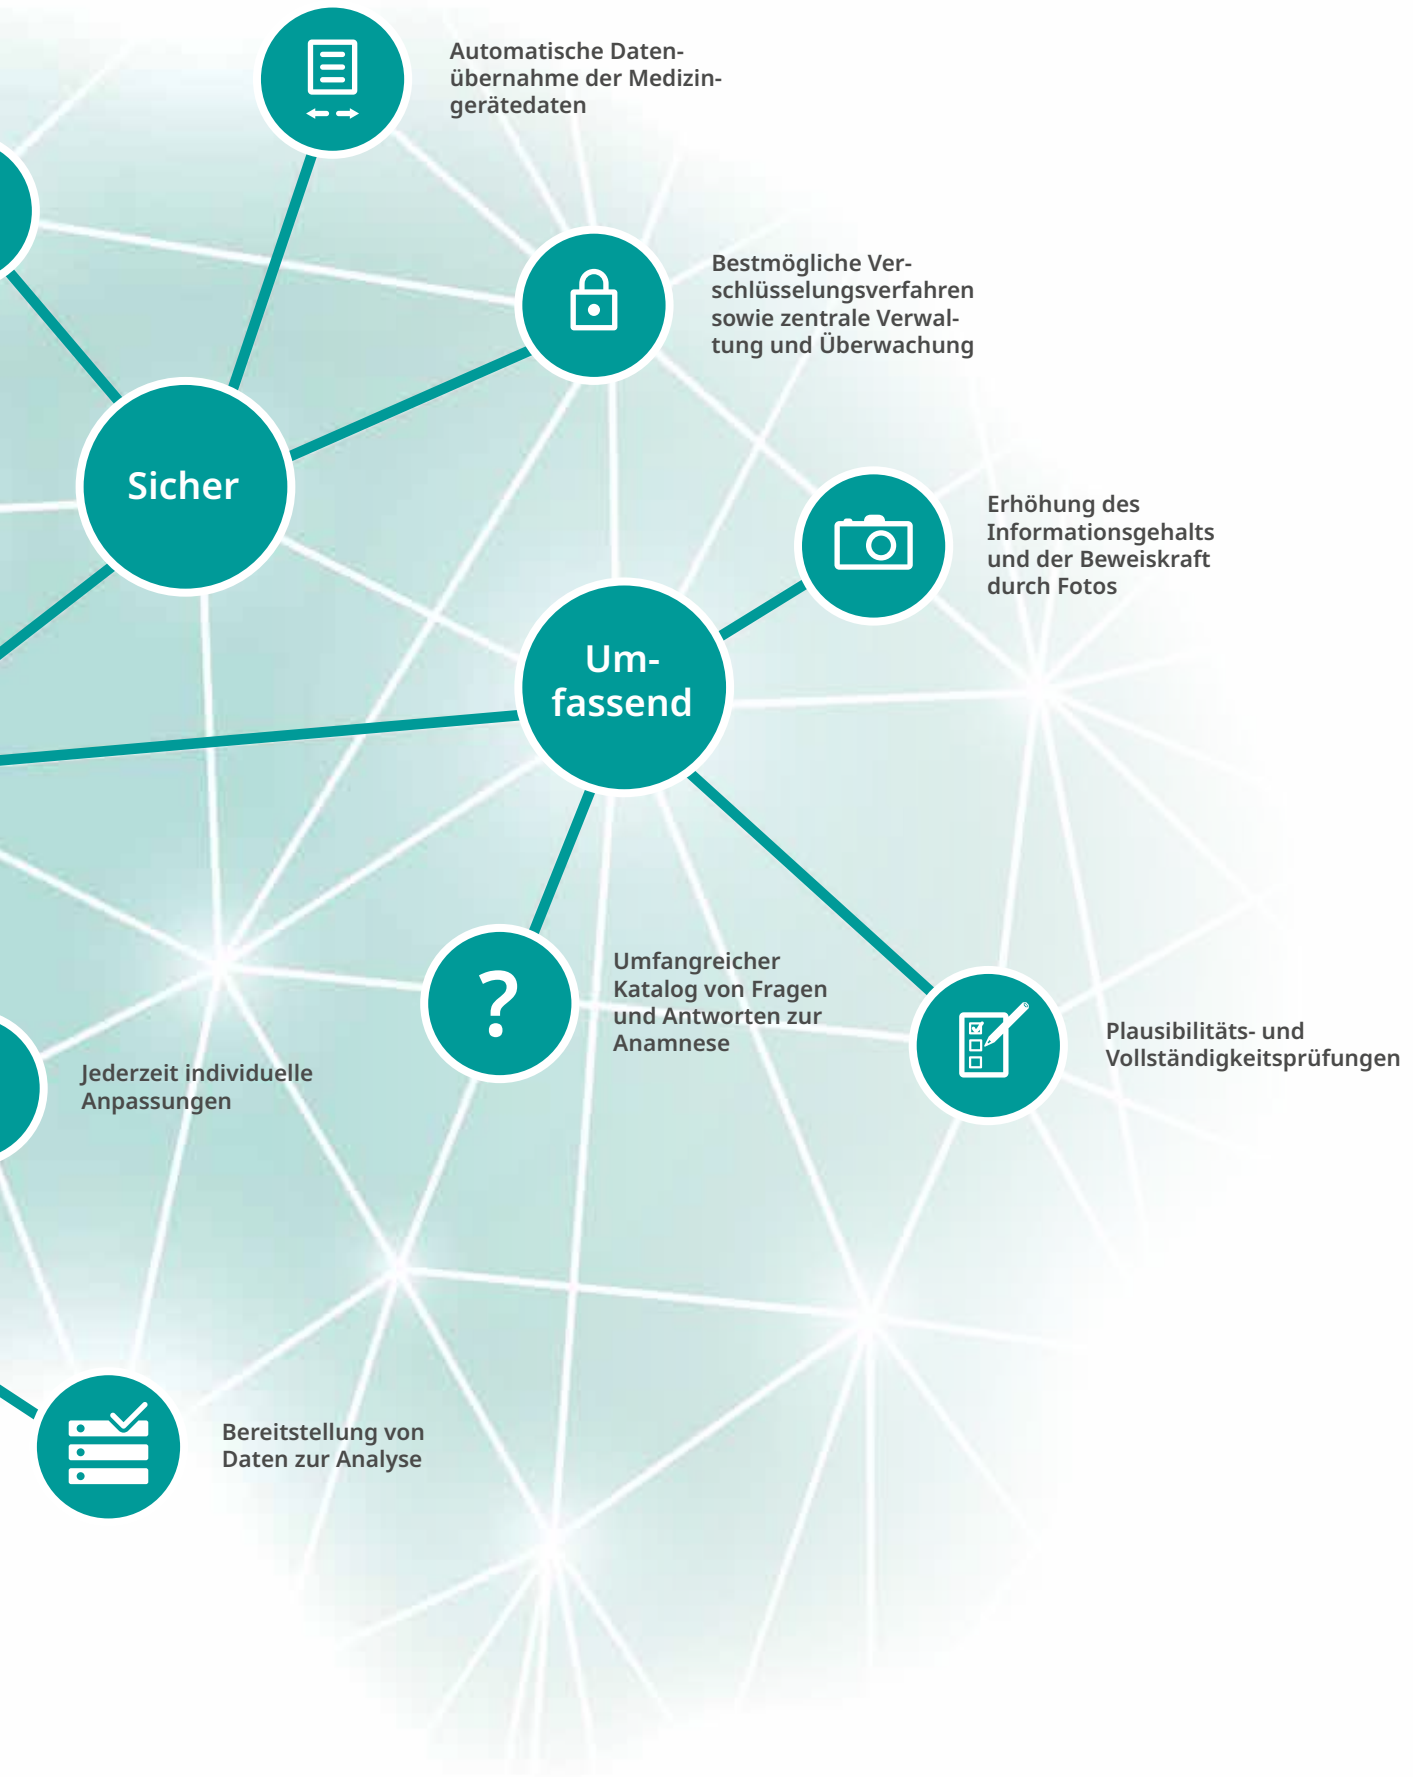 Automatische Daten-
übernahme der Medizin-
gerätedaten
Bestmögliche Ver-
schlüsselungsverfahren
sowie zentrale Verwal-
tung und Überwachung
Sicher
Erhöhung des
Informationsgehalts
und der Beweiskraft
durch Fotos
Um-
fassend
?
Umfangreicher
Katalog von Fragen
und Antworten zur
Anamnese
Plausibilitäts- und
Vollständigkeitsprüfungen
Jederzeit individuelle
Anpassungen
Bereitstellung von
Daten zur Analyse